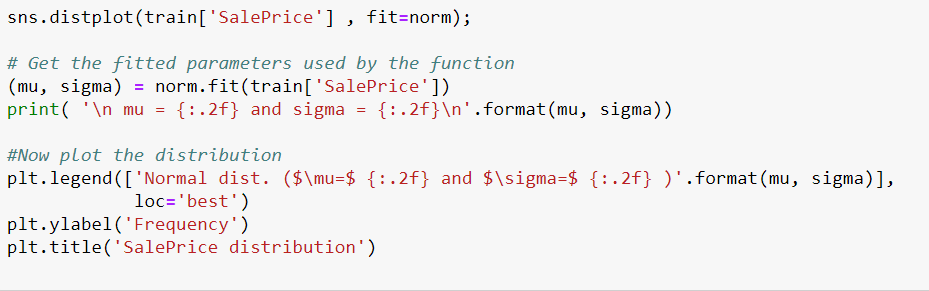 sns.distplot(train['SalePrice'] , fit=norm);
# Get the fitted parameters used by the function
(mu, sigma) = norm.fit(train['SalePrice'])
print( '\n mu = {:.2f} and sigma = {:.2f}\n'.format(mu, sigma))
#Now plot the distribution
plt.legend(['Normal dist. ($\mu=$ {:.2f} and $\sigma=$ {:.2f} )'.format(mu, sigma)],
            loc='best')
plt.ylabel('Frequency')
plt.title('SalePrice distribution')